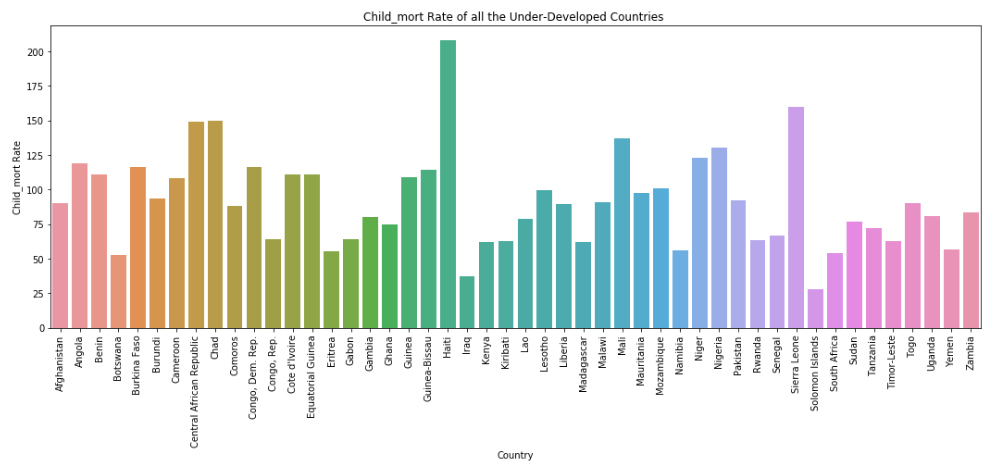 Child_mort Rate of all the Under-Developed Countries
Child_mort Rate
200
175
150
125
100
75
50
25
0
Afghanistan
Angola
Benin
Botswana
Burkina Faso
Burundi
Cameroon
Central African Republic
Chad
Comoros
Congo, Dem. Rep.
Congo, Rep.
Cote d'Ivoire
Equatorial Guinea
Eritrea
Gabon
Gambia
Ghana
Guinea
Guinea-Bissau
Haiti
Iraq
Kenya
Kiribati
Lao
Lesotho
Liberia
Madagascar
Malawi
Mali
Mauritania
Mozambique
Namibia
Niger
Nigeria
Pakistan
Rwanda
Senegal
Sierra Leone
Solomon Islands
South Africa
Sudan
Tanzania
Timor-Leste
Togo
Uganda
Yemen
Zambia
Country